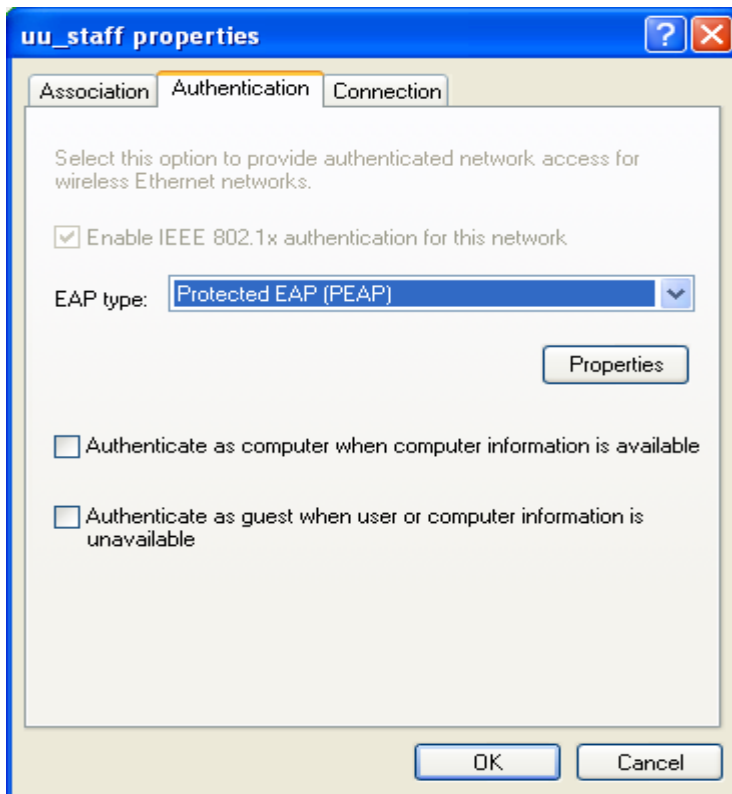 uu_staff properties
Association
Authentication
Connection
Select this option to provide authenticated network access for
wireless Ethernet networks.
Enable IEEE 802.1x authentication for this network
EAP type:
Protected EAP (PEAP)
Properties
Authenticate as computer when computer information is available
Authenticate as guest when user or computer information is
unavailable
OK
Cancel